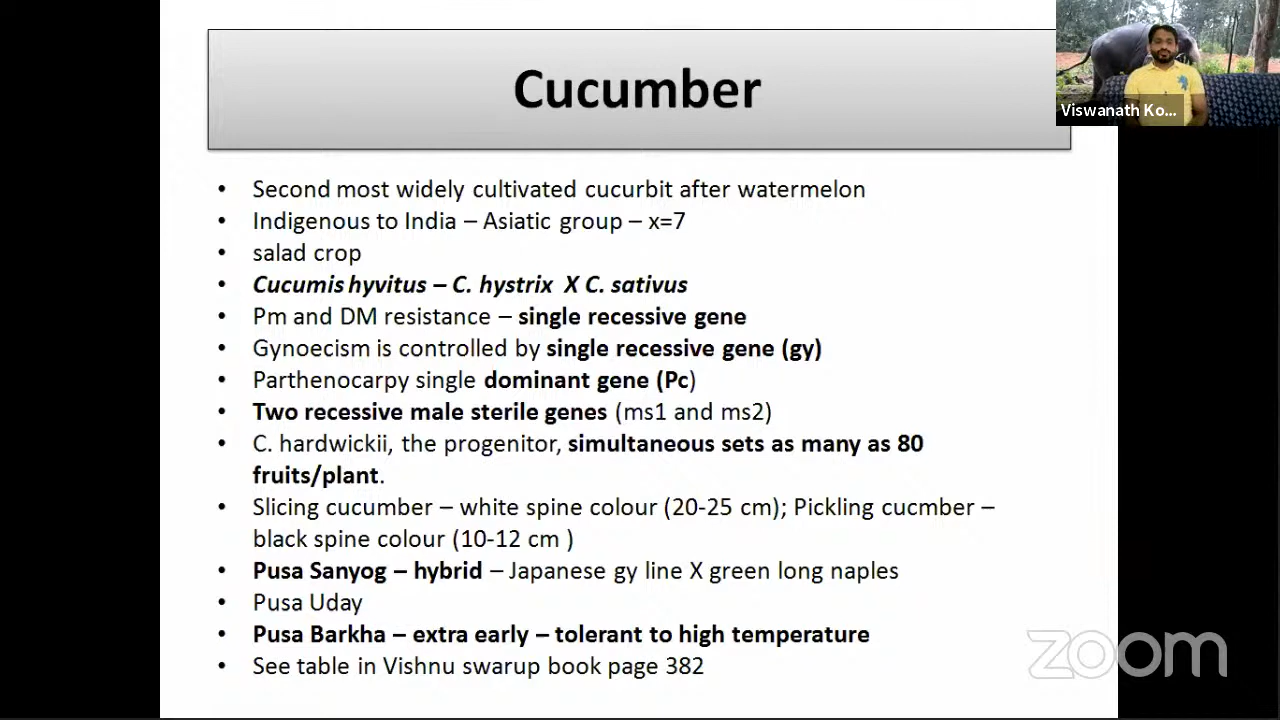 Cucumber
Viswanath Ko...
• Second most widely cultivated cucurbit after watermelon
• Indigenous to India – Asiatic group – x=7
• salad crop
• Cucumis hyvitus – C. hystrix X C. sativus
• Pm and DM resistance – single recessive gene
• Gynoecism is controlled by single recessive gene (gy)
• Parthenocarpy single dominant gene (Pc)
• Two recessive male sterile genes (ms1 and ms2)
• C. hardwickii, the progenitor, simultaneous sets as many as 80
fruits/plant.
• Slicing cucumber – white spine colour (20-25 cm); Pickling cucmber –
black spine colour (10-12 cm )
• Pusa Sanyog – hybrid – Japanese gy line X green long naples
• Pusa Uday
• Pusa Barkha – extra early – tolerant to high temperature
• See table in Vishnu swarup book page 382
zoom